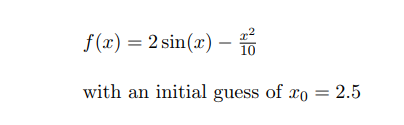 f(x) = 2 sin(x) − x²/10
with an initial guess of x₀ = 2.5